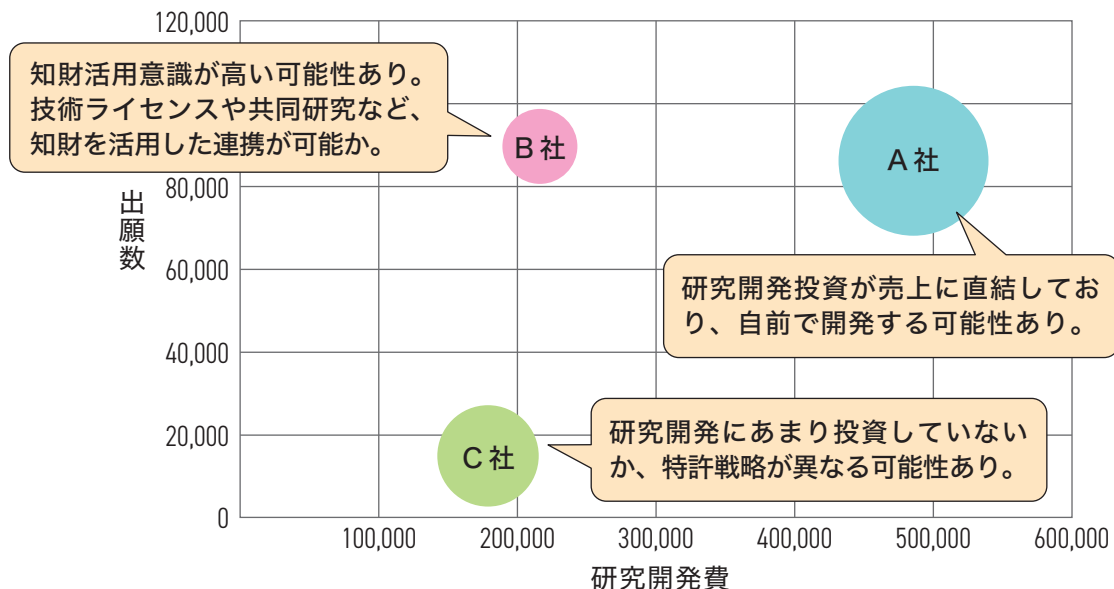 120,000
知財活用意識が高い可能性あり。
技術ライセンスや共同研究など、
知財を活用した連携が可能か。
B社
A社
80,000
出願数
60,000
研究開発投資が売上に直結してお
り、自前で開発する可能性あり。
40,000
20,000
研究開発にあまり投資していない
か、特許戦略が異なる可能性あり。
C社
0
100,000 200,000 300,000 400,000 500,000 600,000
研究開発費